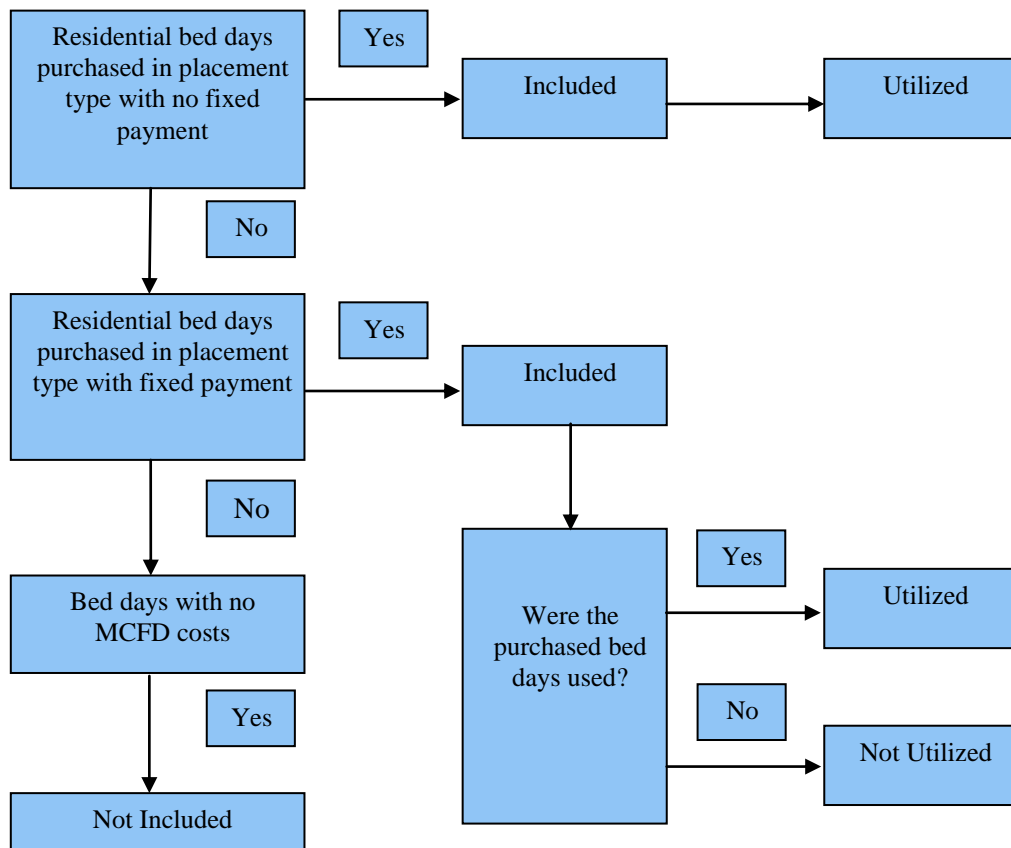 Residential bed days
purchased in placement
type with no fixed
payment
Yes
Included
Utilized
No
Residential bed days
purchased in placement
type with fixed payment
Yes
Included
No
Bed days with no
MCFD costs
Were the
purchased bed
days used?
Yes
Utilized
Yes
No
Not Utilized
Not Included